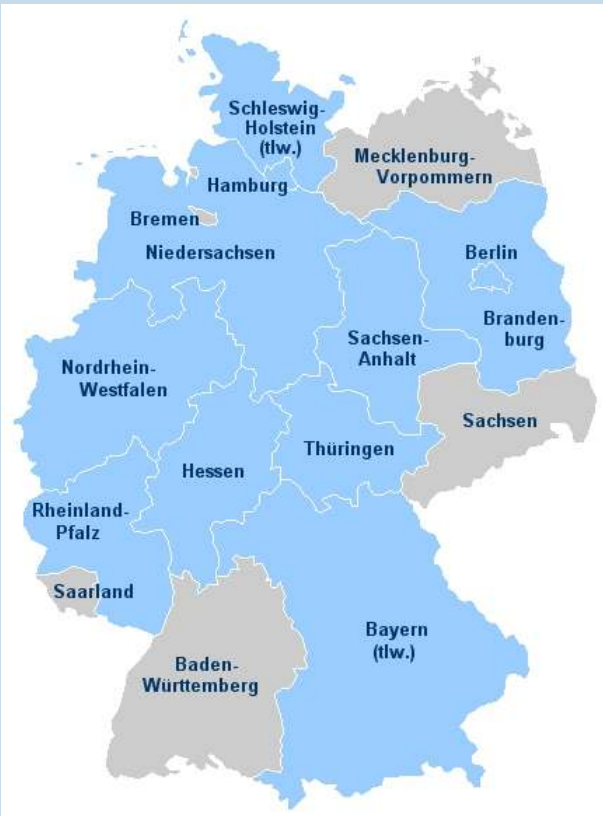 Schleswig-
Holstein
(tlw.)
Mecklenburg-
Vorpommern
Hamburg
Bremen
Niedersachsen
Berlin
Branden-
burg
Sachsen-
Anhalt
Nordrhein-
Westfalen
Sachsen
Thüringen
Hessen
Rheinland-
Pfalz
Saarland
Bayern
(tlw.)
Baden-
Württemberg